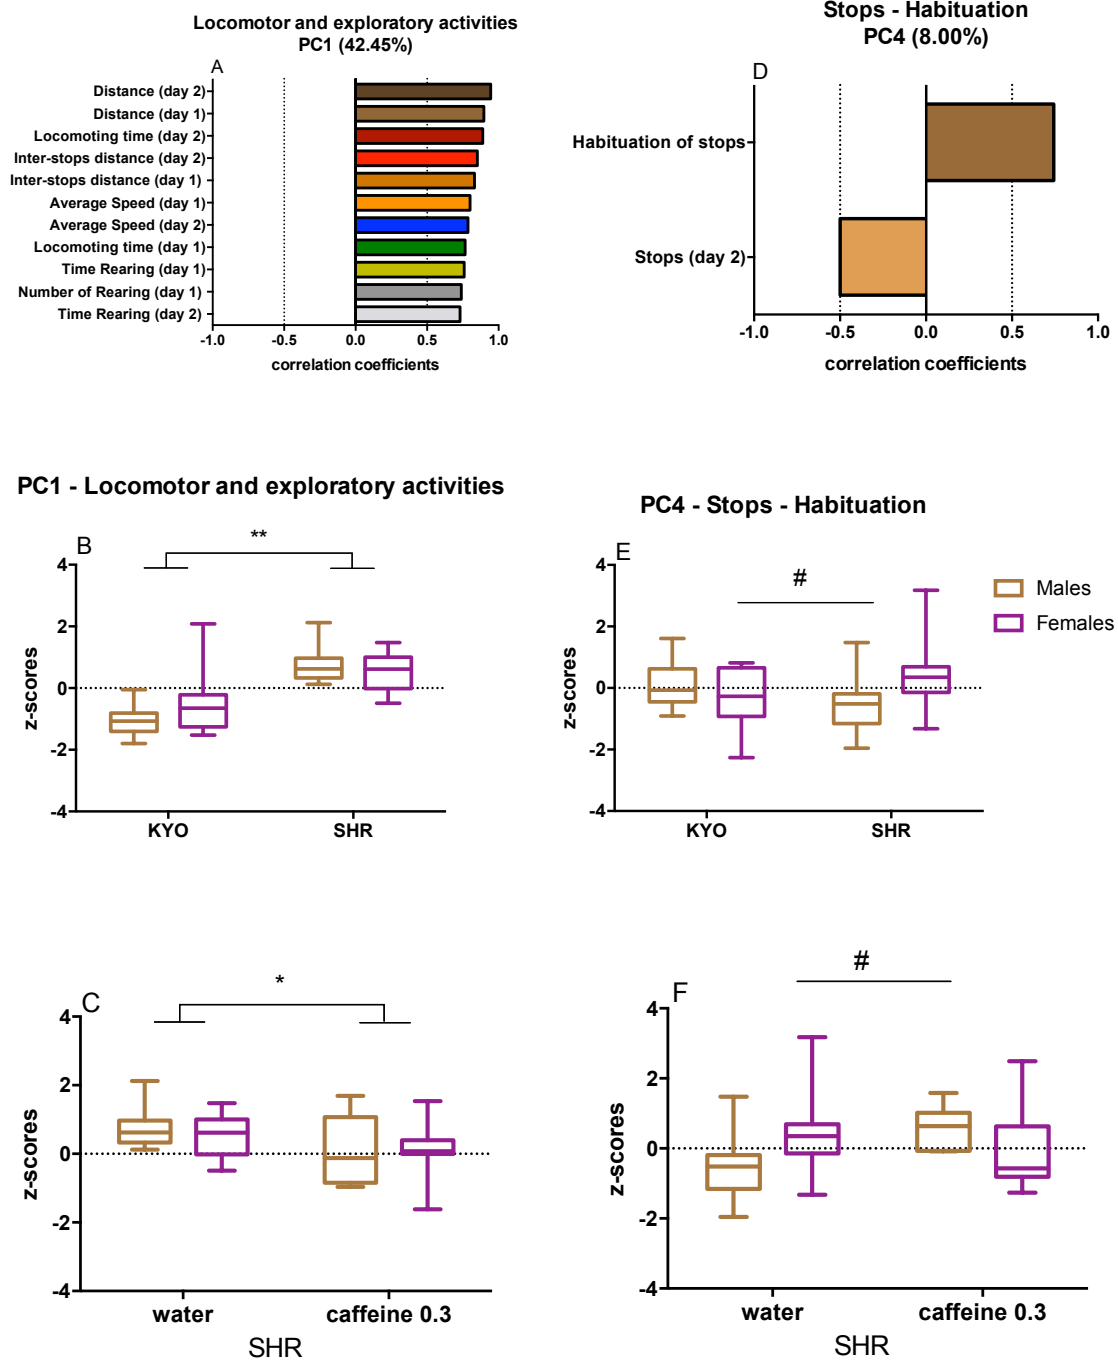 Locomotor and exploratory activities
PC1 (42.45%)
A
Distance (day 2)
Distance (day 1)
Locomoting time (day 2)
Inter-stops distance (day 2)
Inter-stops distance (day 1)
Average Speed (day 1)
Average Speed (day 2)
Locomoting time (day 1)
Time Rearing (day 1)
Number of Rearing (day 1)
Time Rearing (day 2)
-1.0 -0.5 0.0 0.5 1.0
correlation coefficients
Stops - Habituation
PC4 (8.00%)
D
Habituation of stops
Stops (day 2)
-1.0 -0.5 0.0 0.5 1.0
correlation coefficients
PC1 - Locomotor and exploratory activities
B
**
4
2
0
-2
-4
z-scores
KYO SHR
PC4 - Stops - Habituation
E
#
4
2
0
-2
-4
z-scores
KYO SHR
Males
Females
C
*
4
2
0
-2
-4
z-scores
water caffeine 0.3
SHR
F
#
4
2
0
-2
-4
z-scores
water caffeine 0.3
SHR